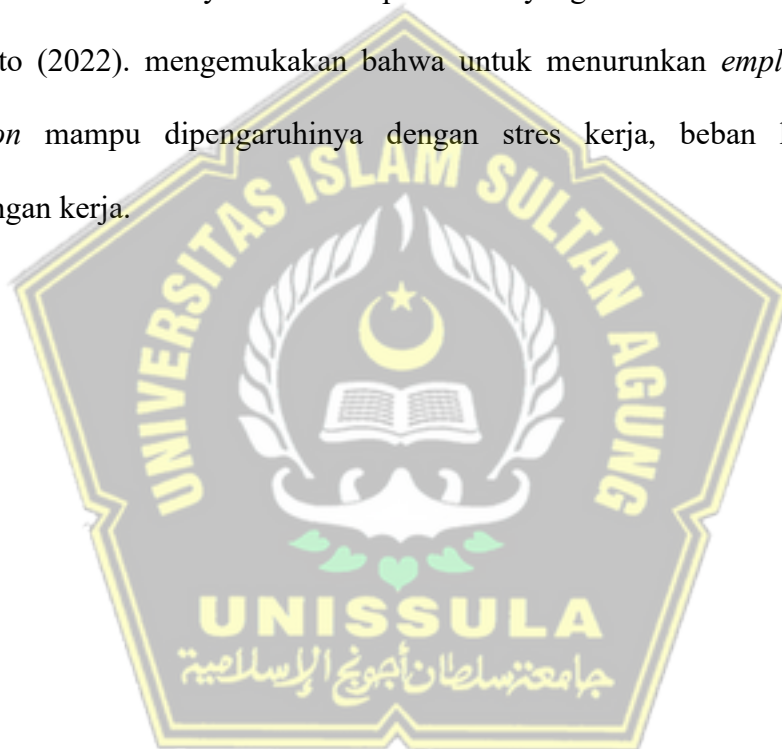 to (2022). mengemukakan bahwa untuk menurunkan empl
on mampu dipengaruhinya dengan stres kerja, beban
ngan kerja.
UNIVERSITAS ISLAM SULTAN AGUNG
UNISSULA
جامعة سلطان أجونج الإسلامية